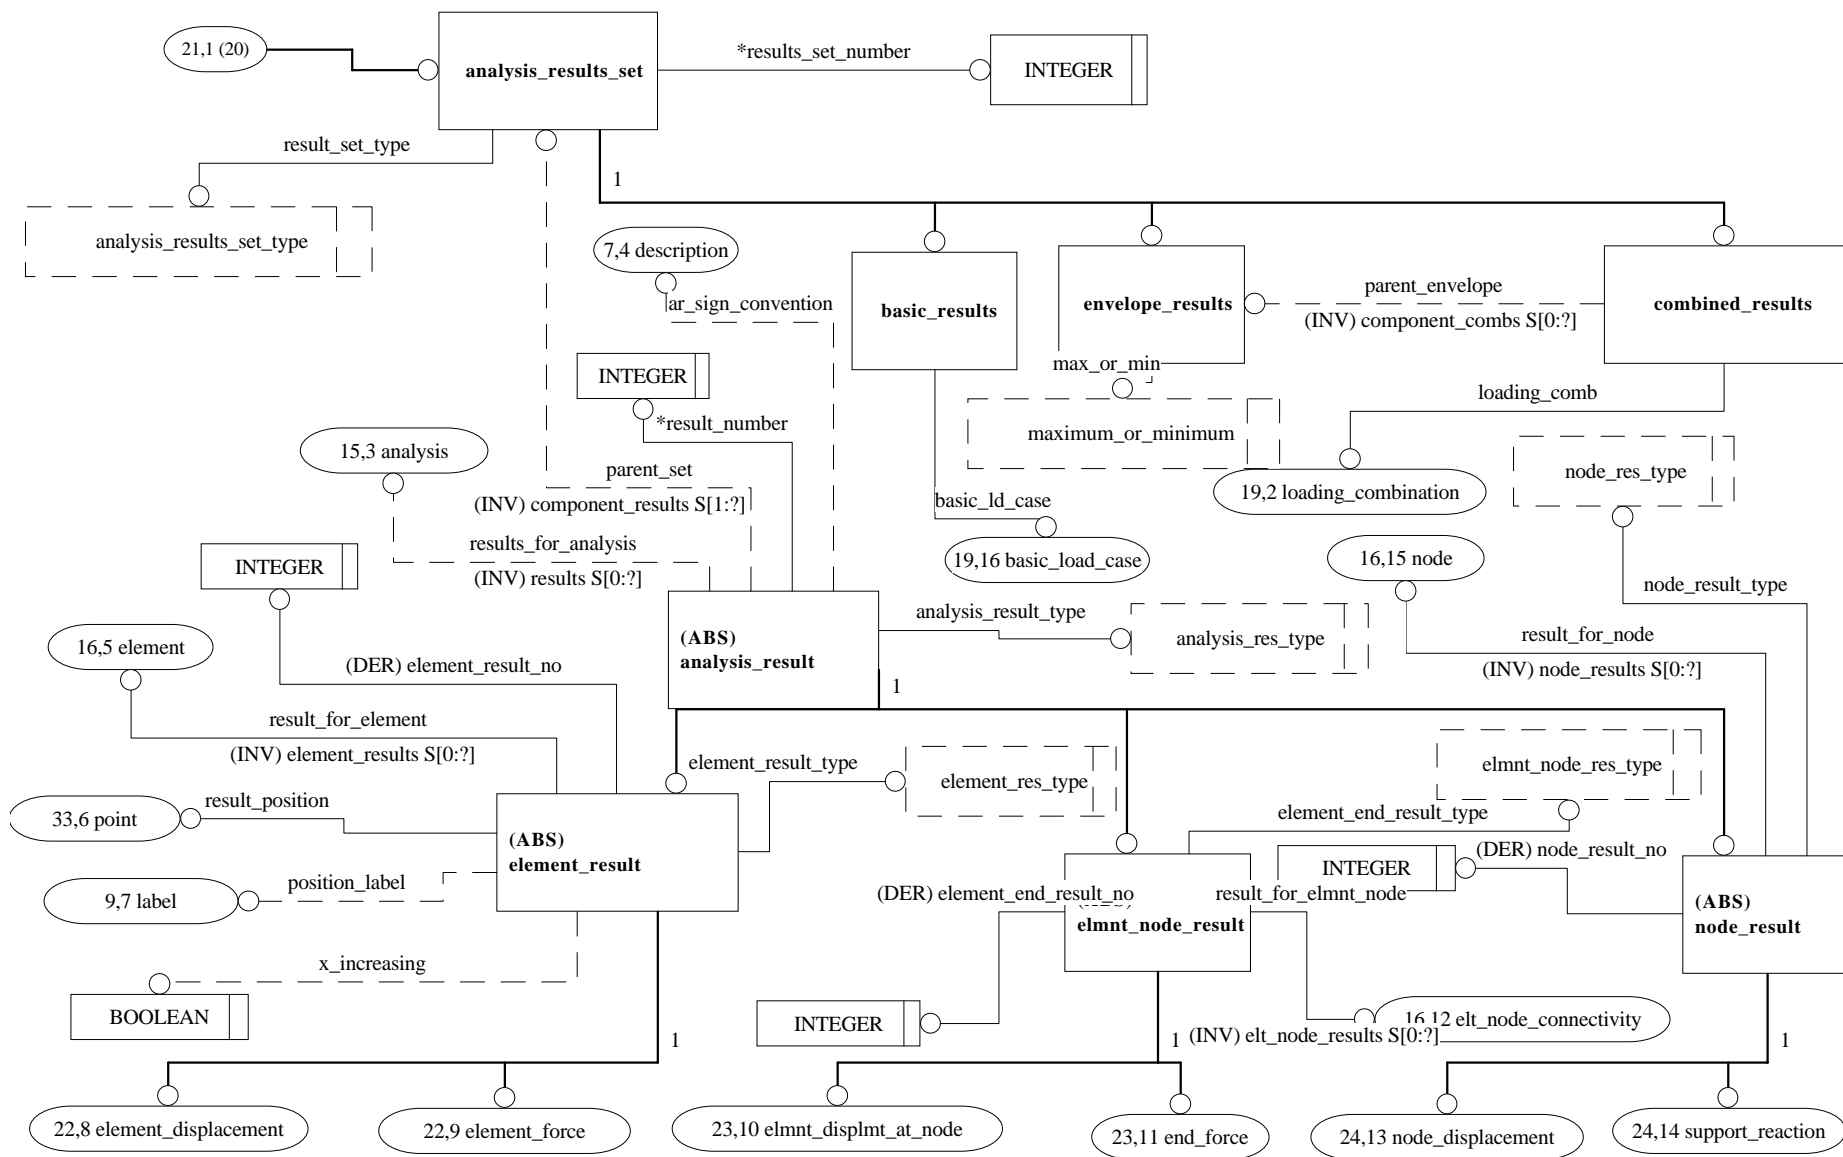 21,1 (20)
analysis_results_set
*results_set_number
INTEGER
result_set_type
1
analysis_results_set_type
7,4 description
ar_sign_convention
basic_results
envelope_results
parent_envelope
(INV) component_combs S[0:?]
combined_results
INTEGER
*result_number
max_or_min
maximum_or_minimum
loading_comb
15,3 analysis
parent_set
(INV) component_results S[1:?]
basic_ld_case
19,2 loading_combination
node_res_type
results_for_analysis
(INV) results S[0:?]
19,16 basic_load_case
16,15 node
node_result_type
INTEGER
(ABS)
analysis_result
analysis_result_type
analysis_res_type
result_for_node
(INV) node_results S[0:?]
16,5 element
(DER) element_result_no
1
result_for_element
(INV) element_results S[0:?]
element_result_type
element_res_type
elmnt_node_res_type
33,6 point
result_position
(ABS)
element_result
element_end_result_type
INTEGER
(DER) node_result_no
9,7 label
position_label
(DER) element_end_result_no
result_for_elmnt_node
elmnt_node_result
(ABS)
node_result
x_increasing
BOOLEAN
INTEGER
16,12 elt_node_connectivity
(INV) elt_node_results S[0:?]
1
1
1
22,8 element_displacement
22,9 element_force
23,10 elmnt_displmt_at_node
23,11 end_force
24,13 node_displacement
24,14 support_reaction